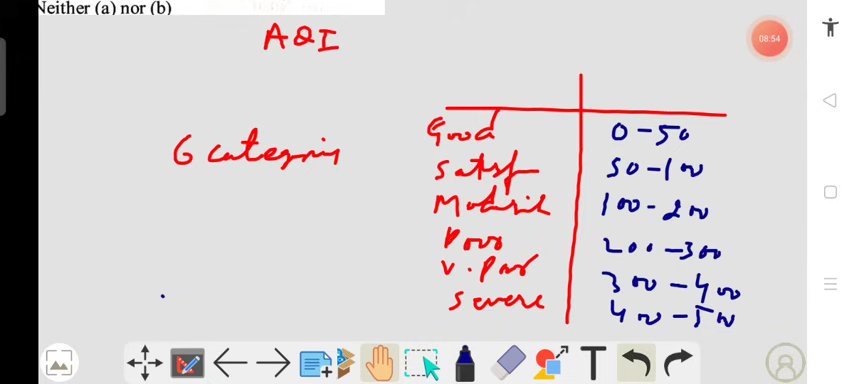 Neither (a) nor (b)
AQI
08:54
6 categories
Good 0-50
Satisf 50-100
Moderate 100-200
Poor 200-300
V. Poor 300-400
Severe 400-500
T